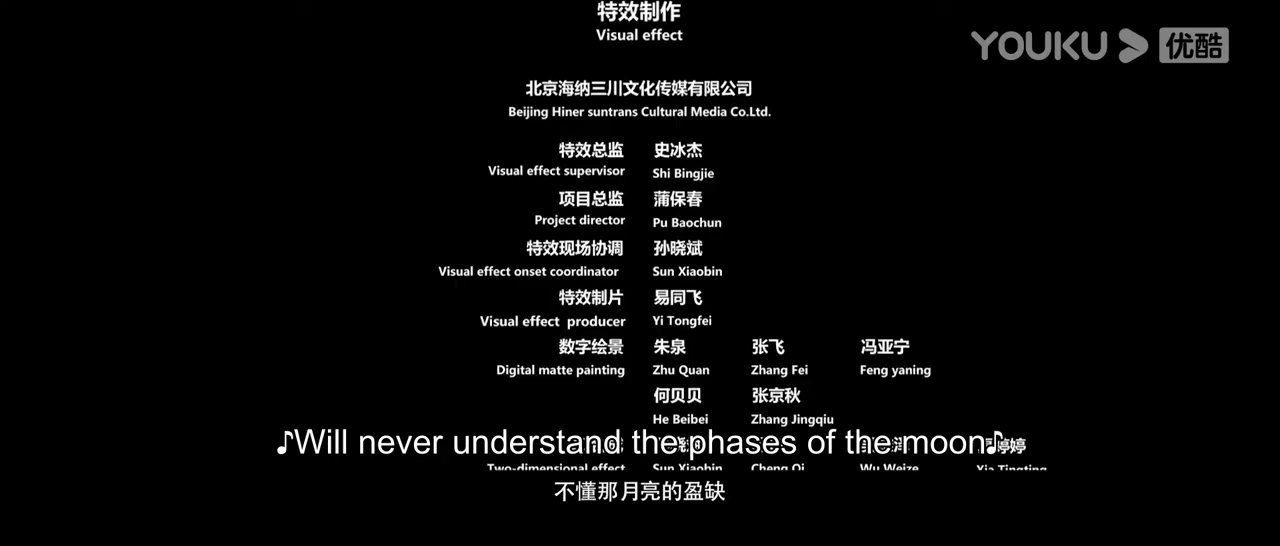 特效制作
Visual effect
YOUKU 优酷
北京海纳三川文化传媒有限公司
Beijing Hiner suntrans Cultural Media Co.Ltd.
特效总监 史冰杰
Visual effect supervisor Shi Bingjie
项目总监 蒲保春
Project director Pu Baochun
特效现场协调 孙晓斌
Visual effect onset coordinator Sun Xiaobin
特效制片 易同飞
Visual effect producer Yi Tongfei
数字绘景 朱泉 张飞 冯亚宁
Digital matte painting Zhu Quan Zhang Fei Feng yaning
何贝贝 张京秋
He Beibei Zhang Jingqiu
♪Will never understand the phases of the moon♪
婷婷
Two-dimensional effect Sun Xiaobin Cheng Qi Wu Weize Xia Tingting
不懂那月亮的盈缺